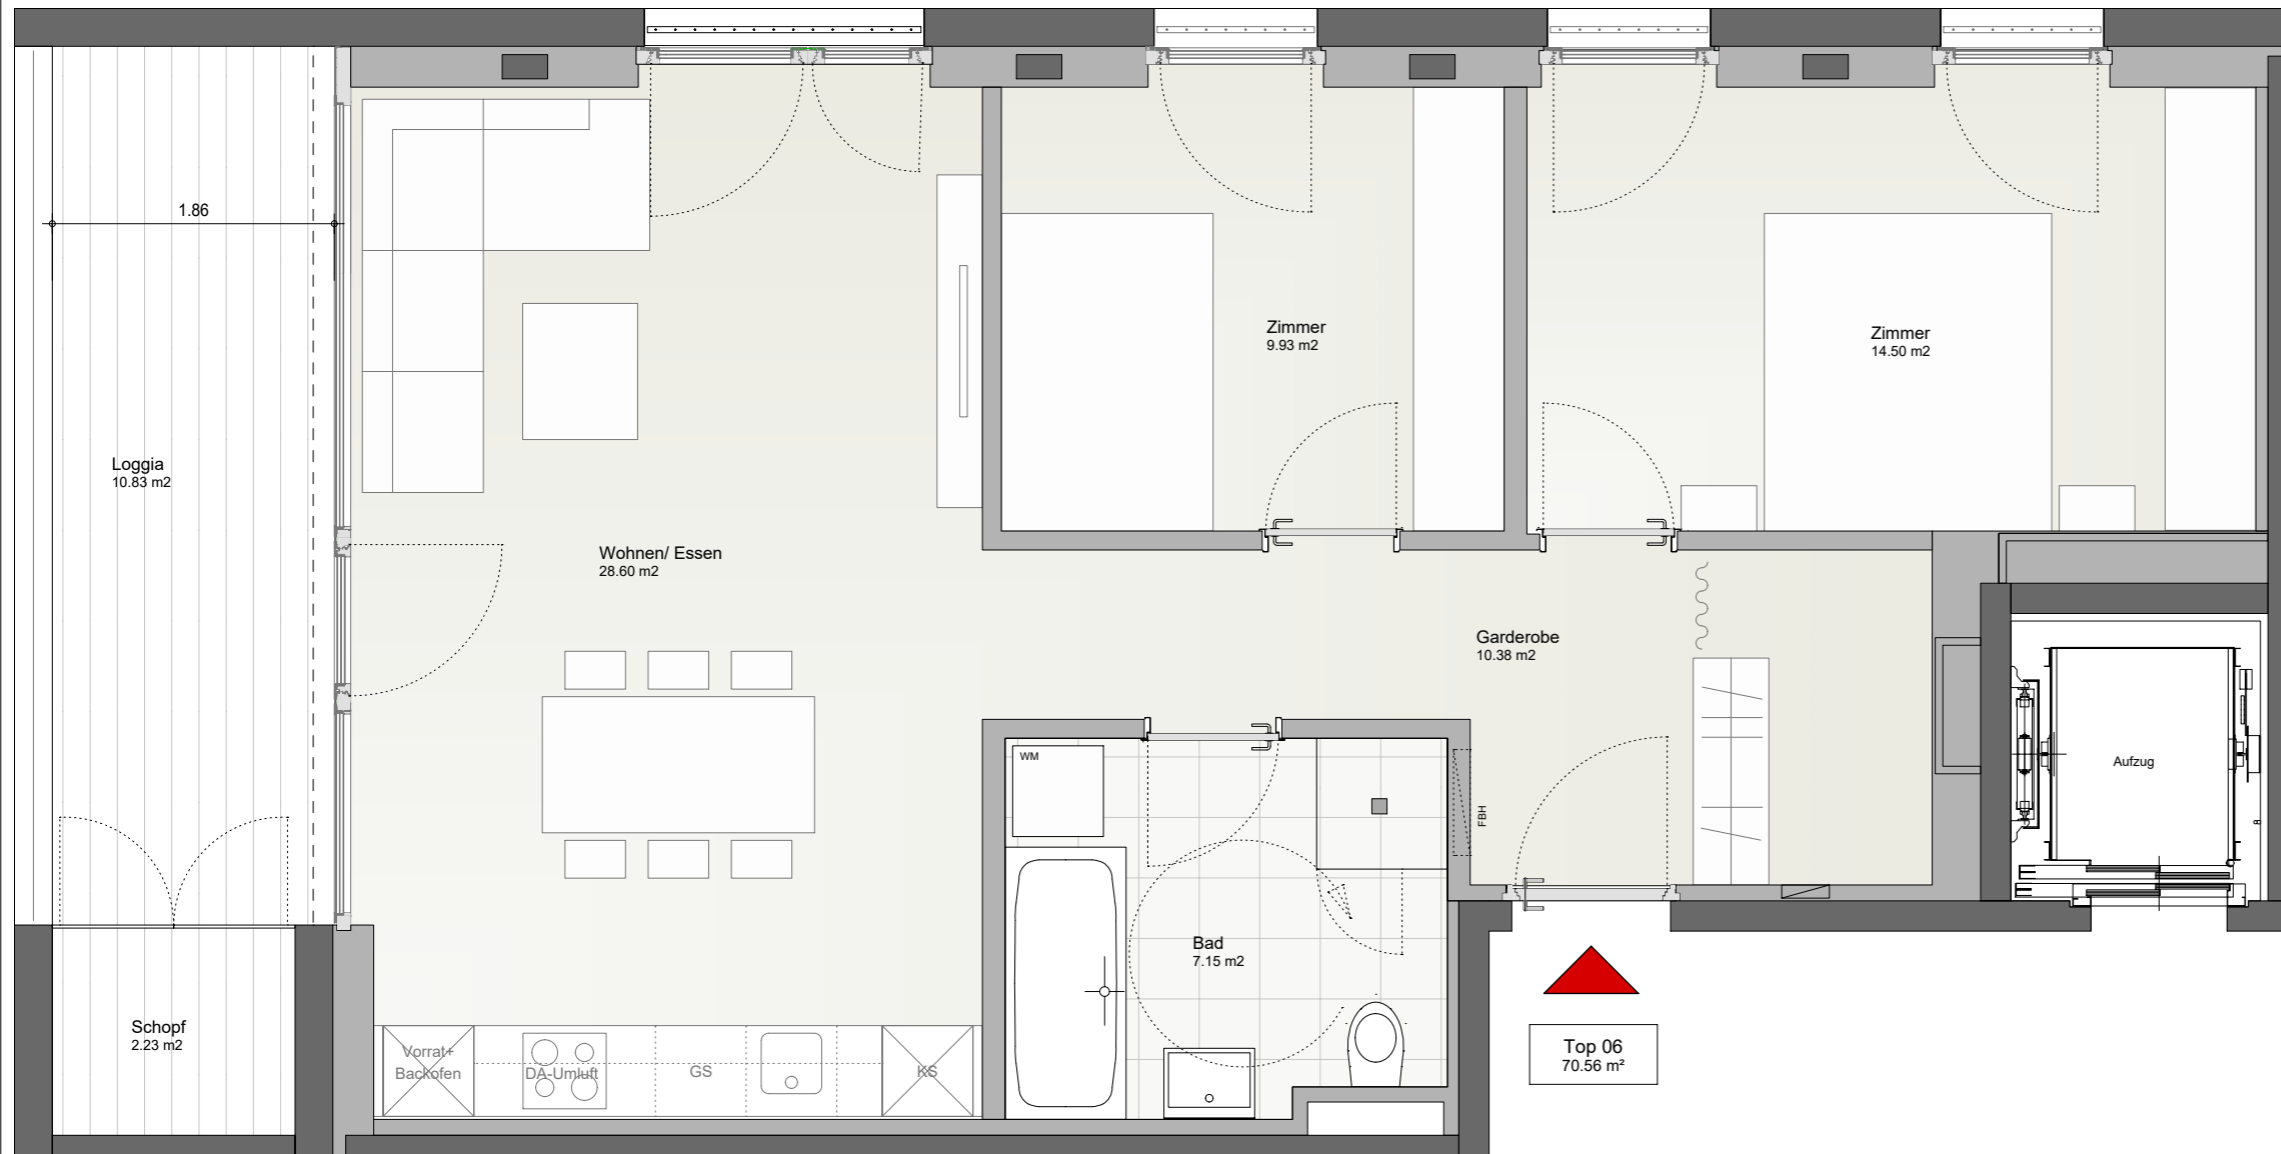 1.86
Zimmer
9.93 m2
Zimmer
14.50 m2
Loggia
10.83 m2
Wohnen/ Essen
28.60 m2
Garderobe
10.38 m2
WM
Aufzug
FBH
Bad
7.15 m2
Schopf
2.23 m2
Vorrat+
Backofen
DA-Umluft
GS
KS
Top 06
70.56 m²